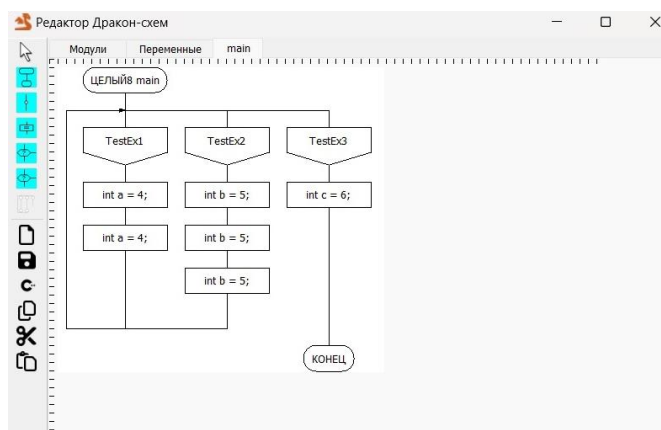 Редактор Дракон-схем
Модули Переменные main
ЦЕЛЫЙ8 main
TestEx1 TestEx2 TestEx3
int a = 4; int b = 5; int c = 6;
int a = 4; int b = 5;
int b = 5;
КОНЕЦ
C··